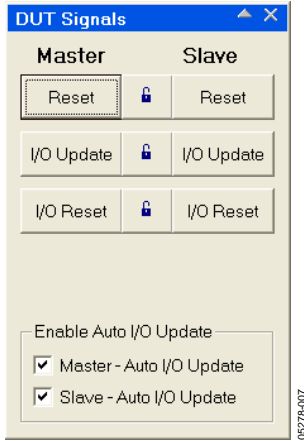 DUT Signals
Master Slave
Reset Reset
I/O Update I/O Update
I/O Reset I/O Reset
Enable Auto I/O Update
Master - Auto I/O Update
Slave - Auto I/O Update
05278-007